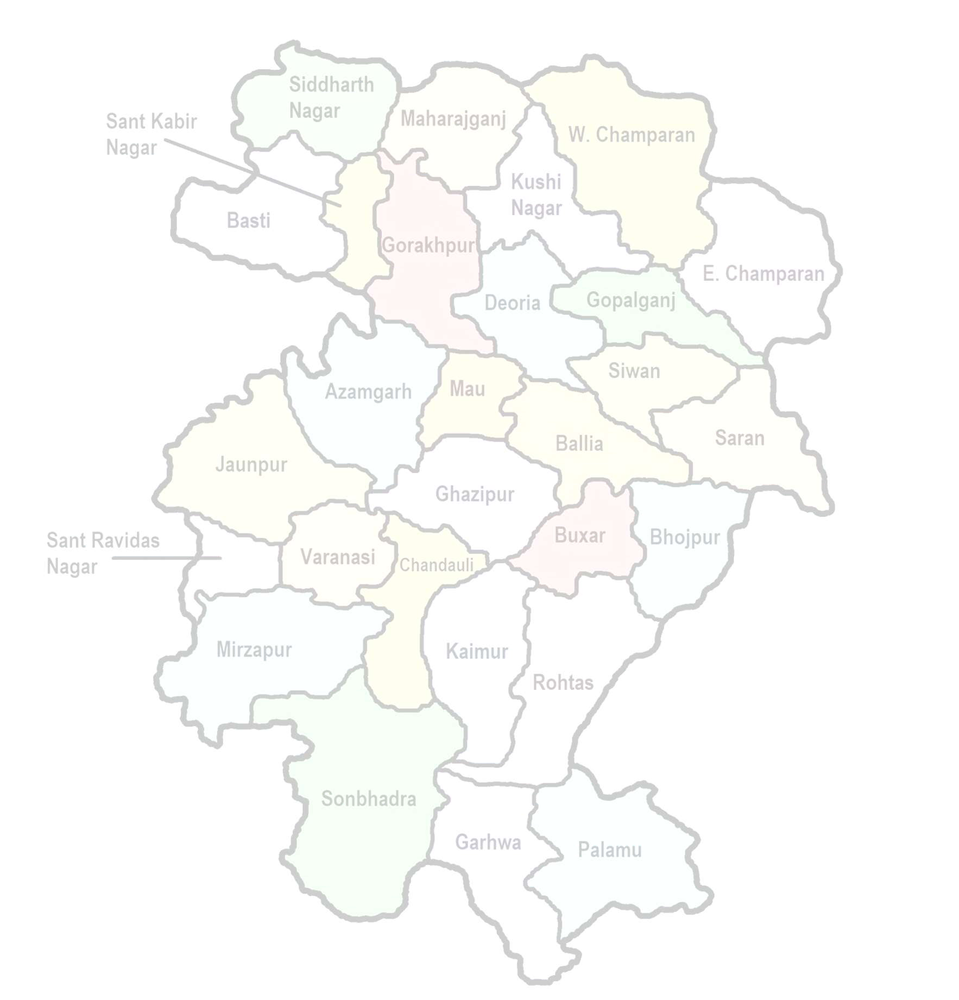 Siddharth
Nagar
Sant Kabir
Nagar
Maharajganj
W. Champaran
Kushi
Nagar
Basti
Gorakhpur
E. Champaran
Deoria
Gopalganj
Siwan
Azamgarh
Mau
Ballia
Saran
Jaunpur
Ghazipur
Buxar
Bhojpur
Sant Ravidas
Nagar
Varanasi
Chandauli
Mirzapur
Kaimur
Rohtas
Sonbhadra
Garhwa
Palamu